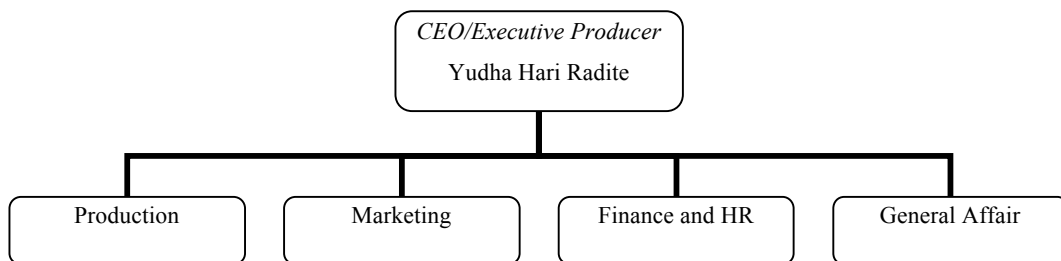 CEO/Executive Producer
Yudha Hari Radite
Production
Marketing
Finance and HR
General Affair